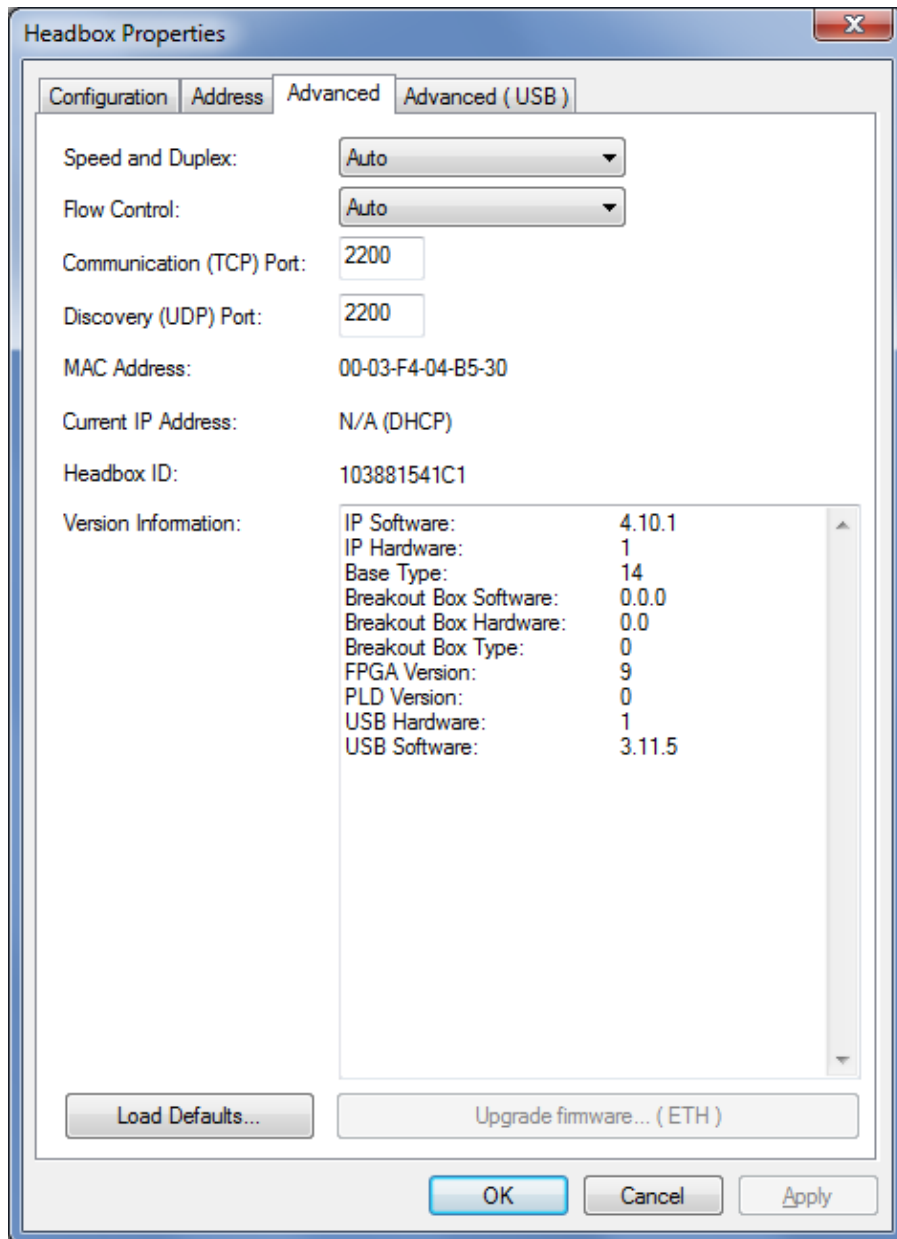 Headbox Properties
Configuration Address Advanced Advanced ( USB )
Speed and Duplex: Auto
Flow Control: Auto
Communication (TCP) Port: 2200
Discovery (UDP) Port: 2200
MAC Address: 00-03-F4-04-B5-30
Current IP Address: N/A (DHCP)
Headbox ID: 103881541C1
Version Information: IP Software: 4.10.1
IP Hardware: 1
Base Type: 14
Breakout Box Software: 0.0.0
Breakout Box Hardware: 0.0
Breakout Box Type: 0
FPGA Version: 9
PLD Version: 0
USB Hardware: 1
USB Software: 3.11.5
Load Defaults... Upgrade firmware... ( ETH )
OK Cancel Apply